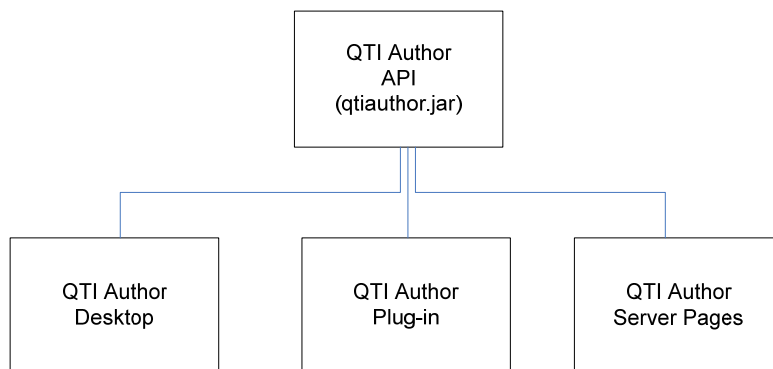 QTI Author
API
(qtiauthor.jar)
QTI Author
Desktop
QTI Author
Plug-in
QTI Author
Server Pages